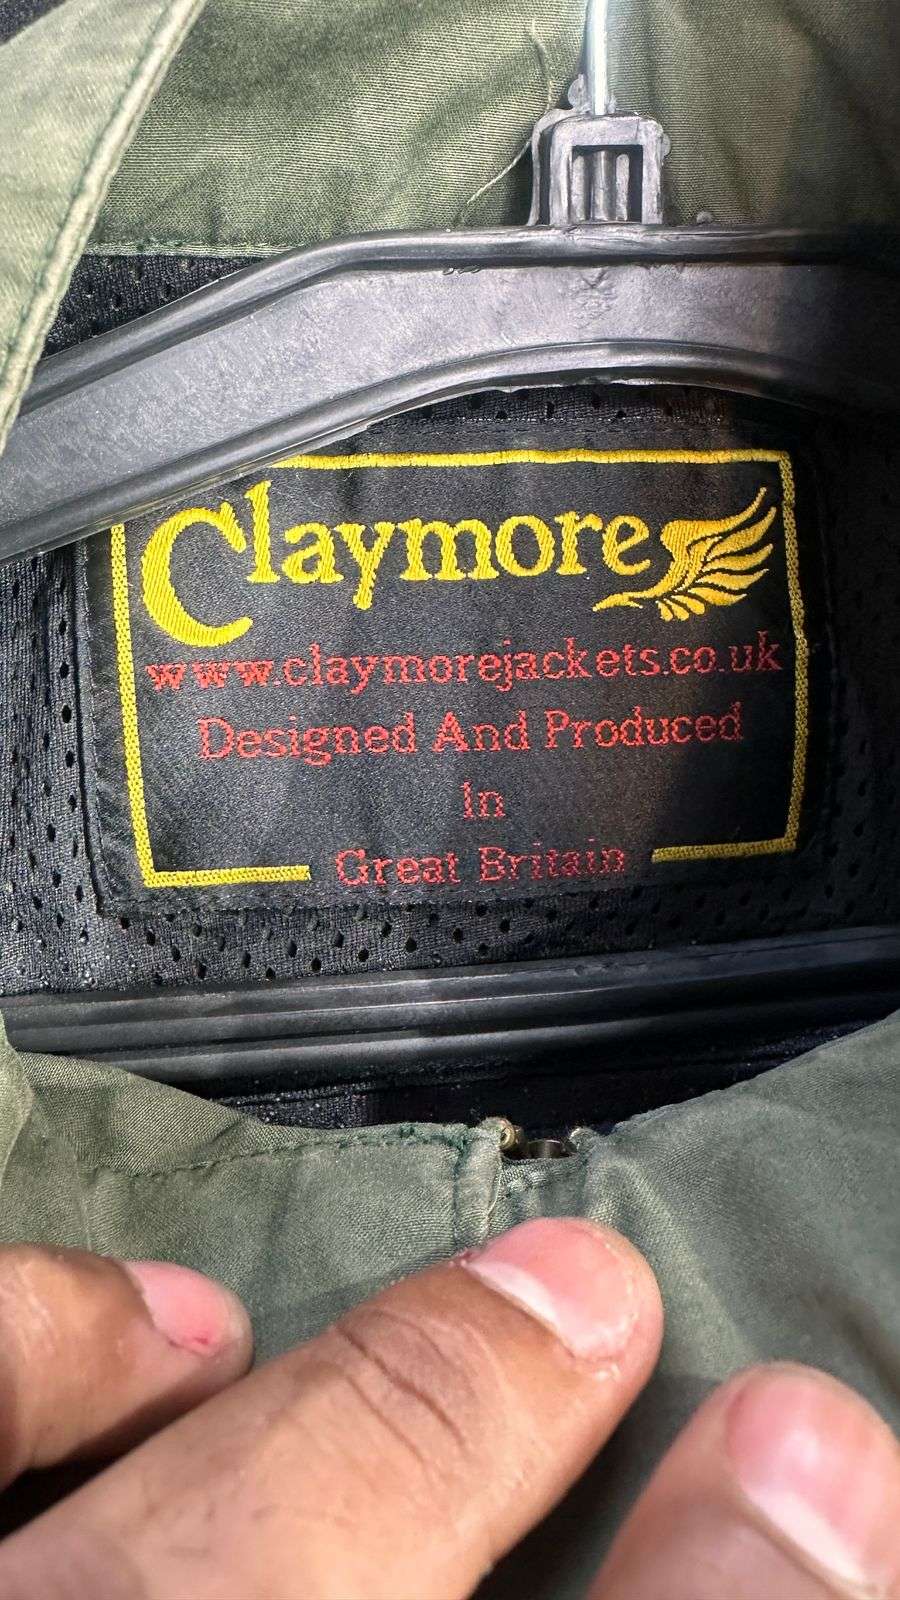 Claymore
www.claymorejackets.co.uk
Designed And Produced
In
Great Britain